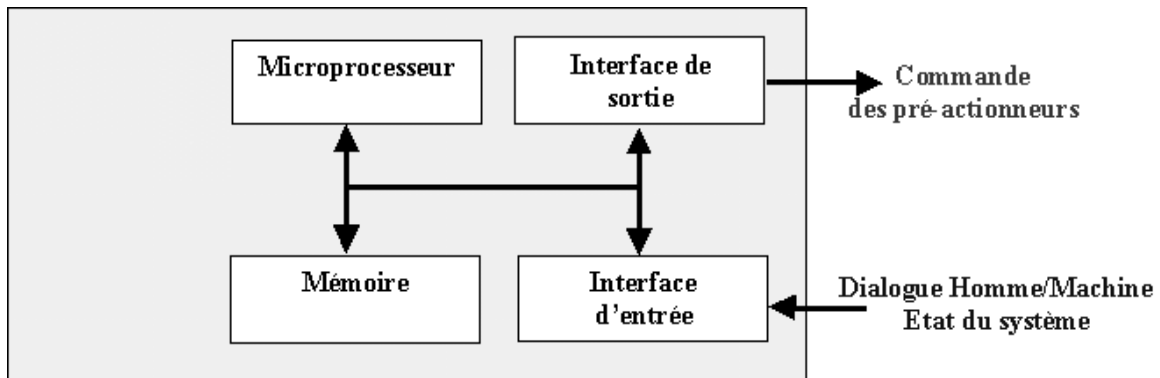 Microprocesseur
Interface de
sortie
Commande
des pré-actionneurs
Mémoire
Interface
d'entrée
Dialogue Homme/Machine
Etat du système